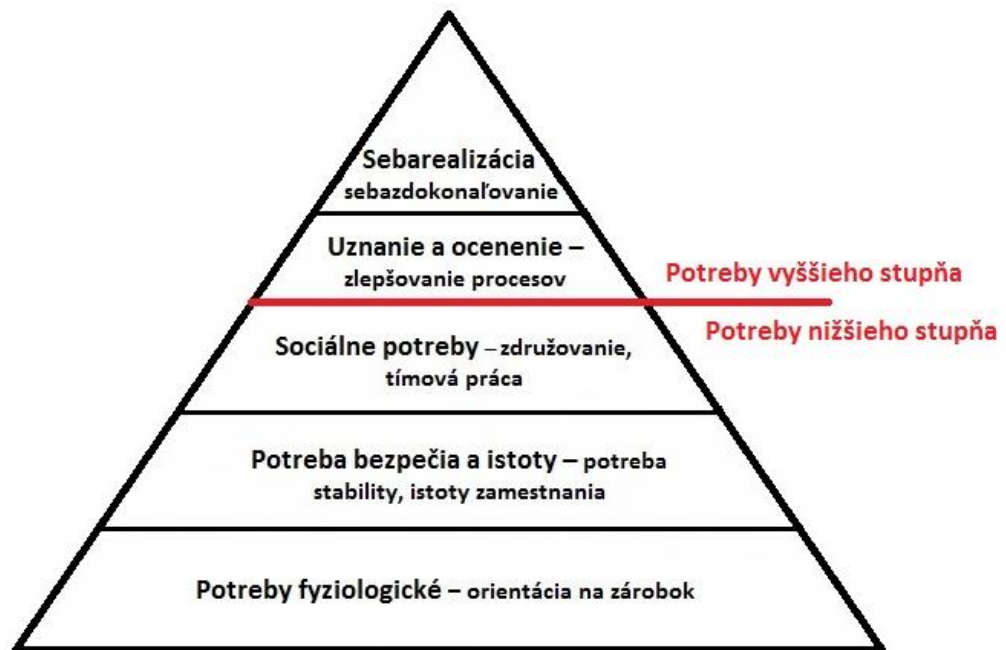 Sebarealizácia
sebazdokonaľovanie
Uznanie a ocenenie –
zlepšovanie procesov
Potreby vyššieho stupňa
Potreby nižšieho stupňa
Sociálne potreby – združovanie,
tímová práca
Potreba bezpečia a istoty – potreba
stability, istoty zamestnania
Potreby fyziologické – orientácia na zárobok